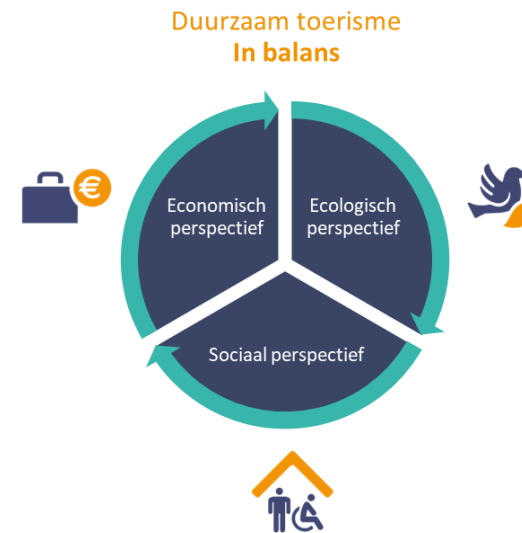 Duurzaam toerisme
In balans
€
Economisch
perspectief
Ecologisch
perspectief
Sociaal perspectief